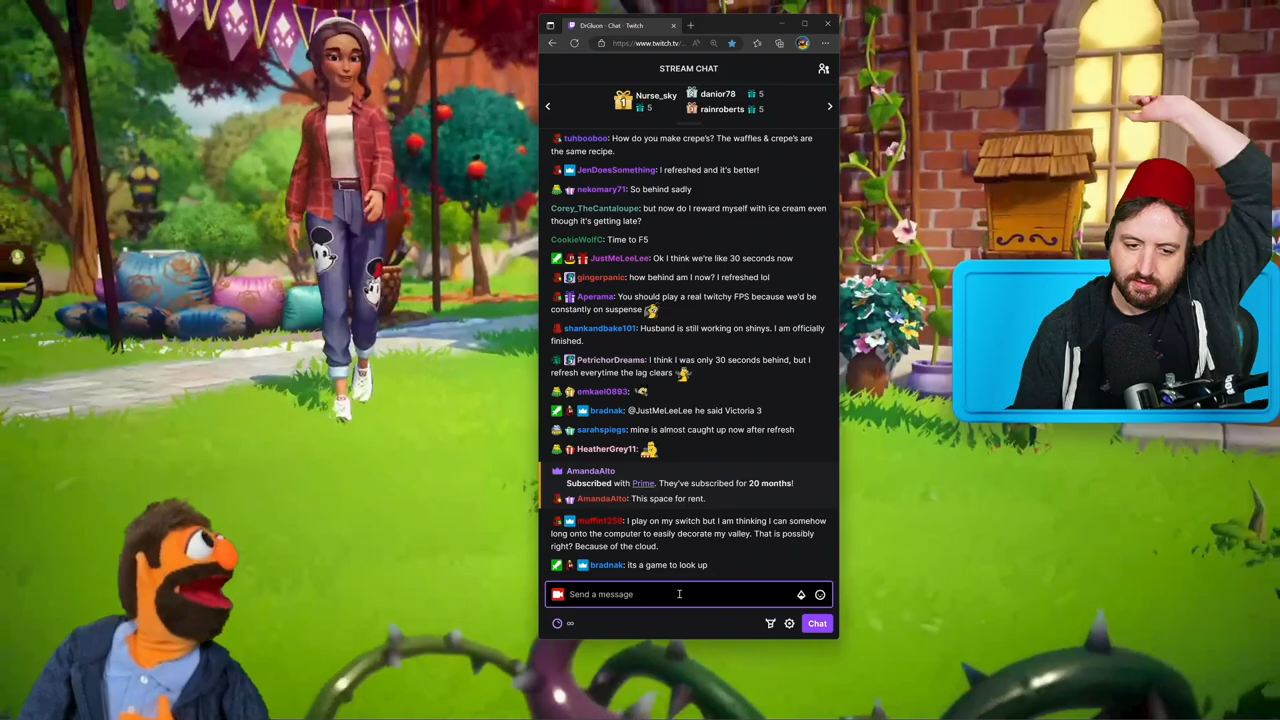 DrGluon - Chat - Twitch
https://www.twitch.tv/...
STREAM CHAT
1 Nurse_sky 5
danior78 5
rainroberts 5
tuhbooboo: How do you make crepe's? The waffles & crepe's are
the same recipe.
JenDoesSomething: I refreshed and it's better!
nekomary71: So behind sadly
Corey_TheCantaloupe: but now do I reward myself with ice cream even
though it's getting late?
CookieWolfC: Time to F5
JustMeLeeLee: Ok I think we're like 30 seconds now
gingerpanic: how behind am I now? I refreshed lol
Aperama: You should play a real twitchy FPS because we'd be
constantly on suspense
shankandbake101: Husband is still working on shinys. I am officially
finished.
PetrichorDreams: I think I was only 30 seconds behind, but I
refresh everytime the lag clears
emkael0893:
bradnak: @JustMeLeeLee he said Victoria 3
sarahspiegs: mine is almost caught up now after refresh
HeatherGrey11:
AmandaAlto
Subscribed with Prime. They've subscribed for 20 months!
AmandaAlto: This space for rent.
muffin1258: I play on my switch but I am thinking I can somehow
long onto the computer to easily decorate my valley. That is possibly
right? Because of the cloud.
bradnak: its a game to look up
Send a message
∞
Chat